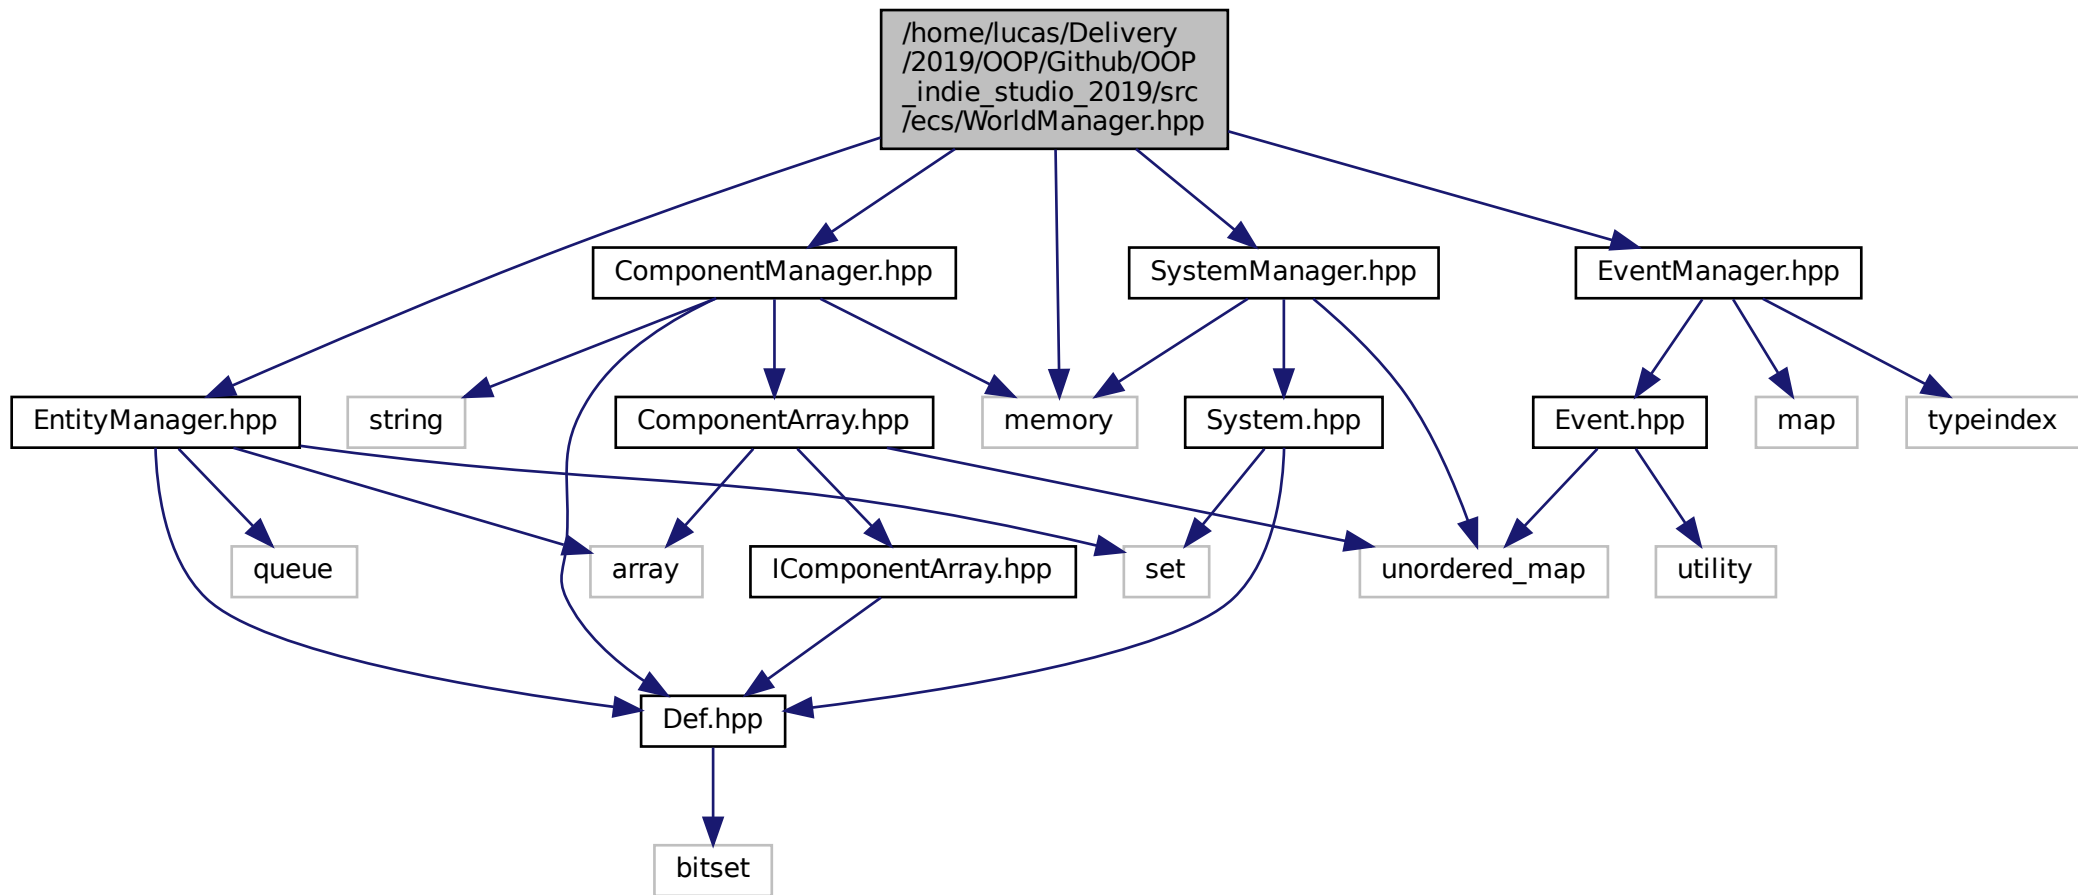 /home/lucas/Delivery
/2019/OOP/Github/OOP
_indie_studio_2019/src
/ecs/WorldManager.hpp
ComponentManager.hpp
SystemManager.hpp
EventManager.hpp
EntityManager.hpp
string
ComponentArray.hpp
memory
System.hpp
Event.hpp
map
typeindex
queue
array
IComponentArray.hpp
set
unordered_map
utility
Def.hpp
bitset